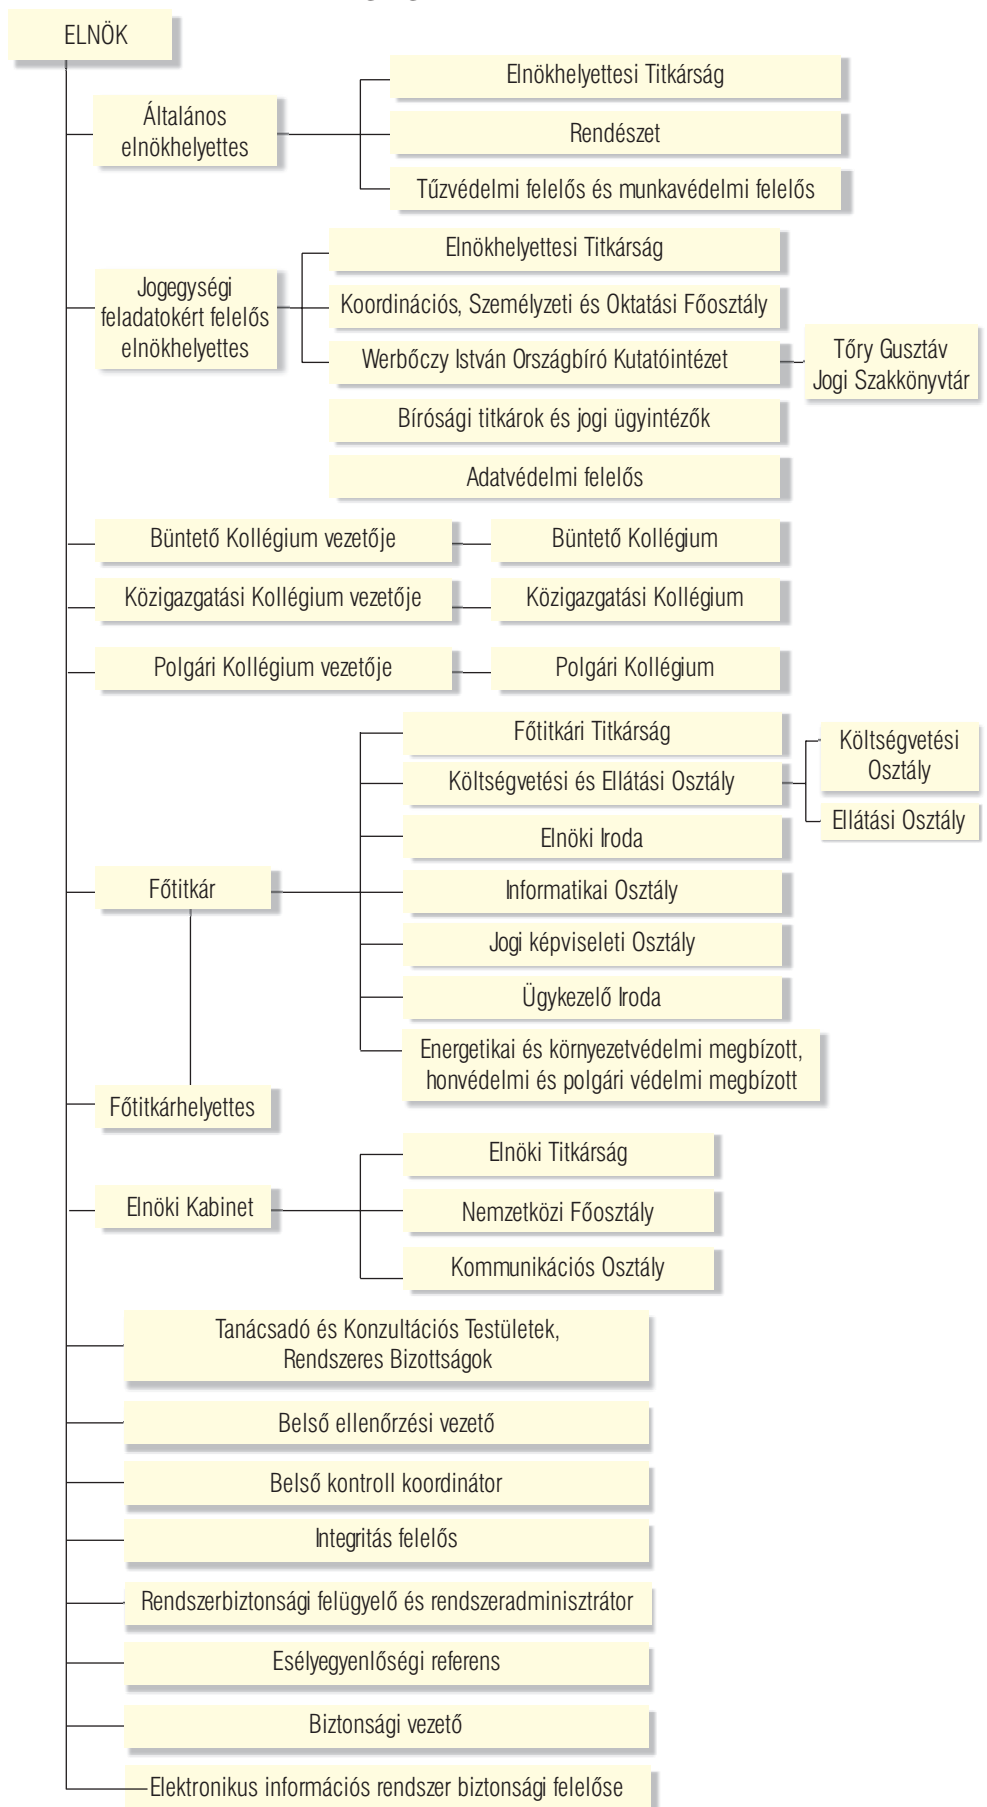 ELNÖK
Általános
elnökhelyettes
Elnökhelyettesi Titkárság
Rendészet
Tűzvédelmi felelős és munkavédelmi felelős
Jogegységi
feladatokért felelős
elnökhelyettes
Elnökhelyettesi Titkárság
Koordinációs, Személyzeti és Oktatási Főosztály
Werbőczy István Országbíró Kutatóintézet
Tőry Gusztáv
Jogi Szakkönyvtár
Bírósági titkárok és jogi ügyintézők
Adatvédelmi felelős
Büntető Kollégium vezetője
Büntető Kollégium
Közigazgatási Kollégium vezetője
Közigazgatási Kollégium
Polgári Kollégium vezetője
Polgári Kollégium
Főtitkár
Főtitkári Titkárság
Költségvetési és Ellátási Osztály
Költségvetési
Osztály
Ellátási Osztály
Elnöki Iroda
Informatikai Osztály
Jogi képviseleti Osztály
Ügykezelő Iroda
Energetikai és környezetvédelmi megbízott,
honvédelmi és polgári védelmi megbízott
Főtitkárhelyettes
Elnöki Kabinet
Elnöki Titkárság
Nemzetközi Főosztály
Kommunikációs Osztály
Tanácsadó és Konzultációs Testületek,
Rendszeres Bizottságok
Belső ellenőrzési vezető
Belső kontroll koordinátor
Integritás felelős
Rendszerbiztonsági felügyelő és rendszeradminisztrátor
Esélyegyenlőségi referens
Biztonsági vezető
Elektronikus információs rendszer biztonsági felelőse